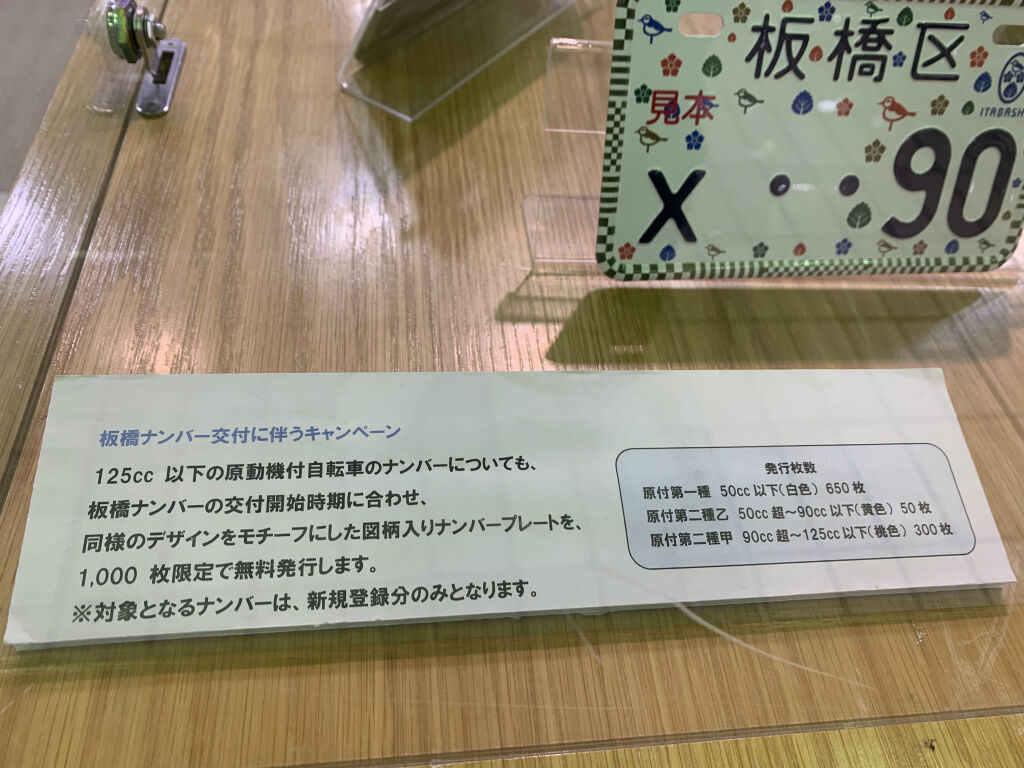 板橋区
見本
ITABASH
X ・・90
板橋ナンバー交付に伴うキャンペーン
125cc 以下の原動機付自転車のナンバーについても、
板橋ナンバーの交付開始時期に合わせ、
同様のデザインをモチーフにした図柄入りナンバープレートを、
1,000 枚限定で無料発行します。
※対象となるナンバーは、新規登録分のみとなります。
発行枚数
原付第一種 50cc 以下(白色) 650 枚
原付第二種乙 50cc 超～90cc 以下(黄色) 50 枚
原付第二種甲 90cc 超～125cc 以下(桃色) 300 枚